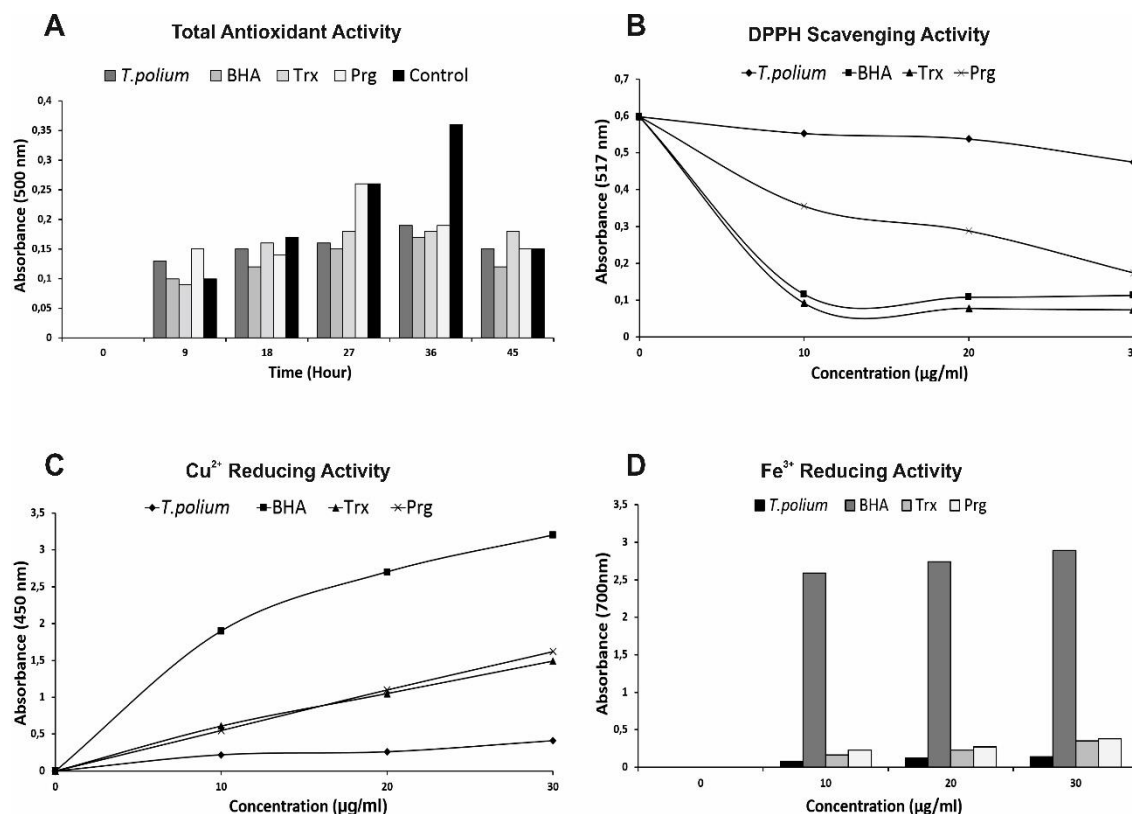 A
Total Antioxidant Activity
T.polium BHA Trx Prg Control
0,4
0,35
0,3
0,25
0,2
0,15
0,1
0,05
0
Absorbance (500 nm)
0 9 18 27 36 45
Time (Hour)
B
DPPH Scavenging Activity
T.polium BHA Trx Prg
0,7
0,6
0,5
0,4
0,3
0,2
0,1
0
Absorbance (517 nm)
0 10 20 3
Concentration (µg/ml)
C
Cu²⁺ Reducing Activity
T.polium BHA Trx Prg
3,5
3
2,5
2
1,5
1
0,5
0
Absorbance (450 nm)
0 10 20 30
Concentration (µg/ml)
D
Fe³⁺ Reducing Activity
T.polium BHA Trx Prg
3,5
3
2,5
2
1,5
1
0,5
0
Absorbance (700nm)
0 10 20 30
Concentration (µg/ml)